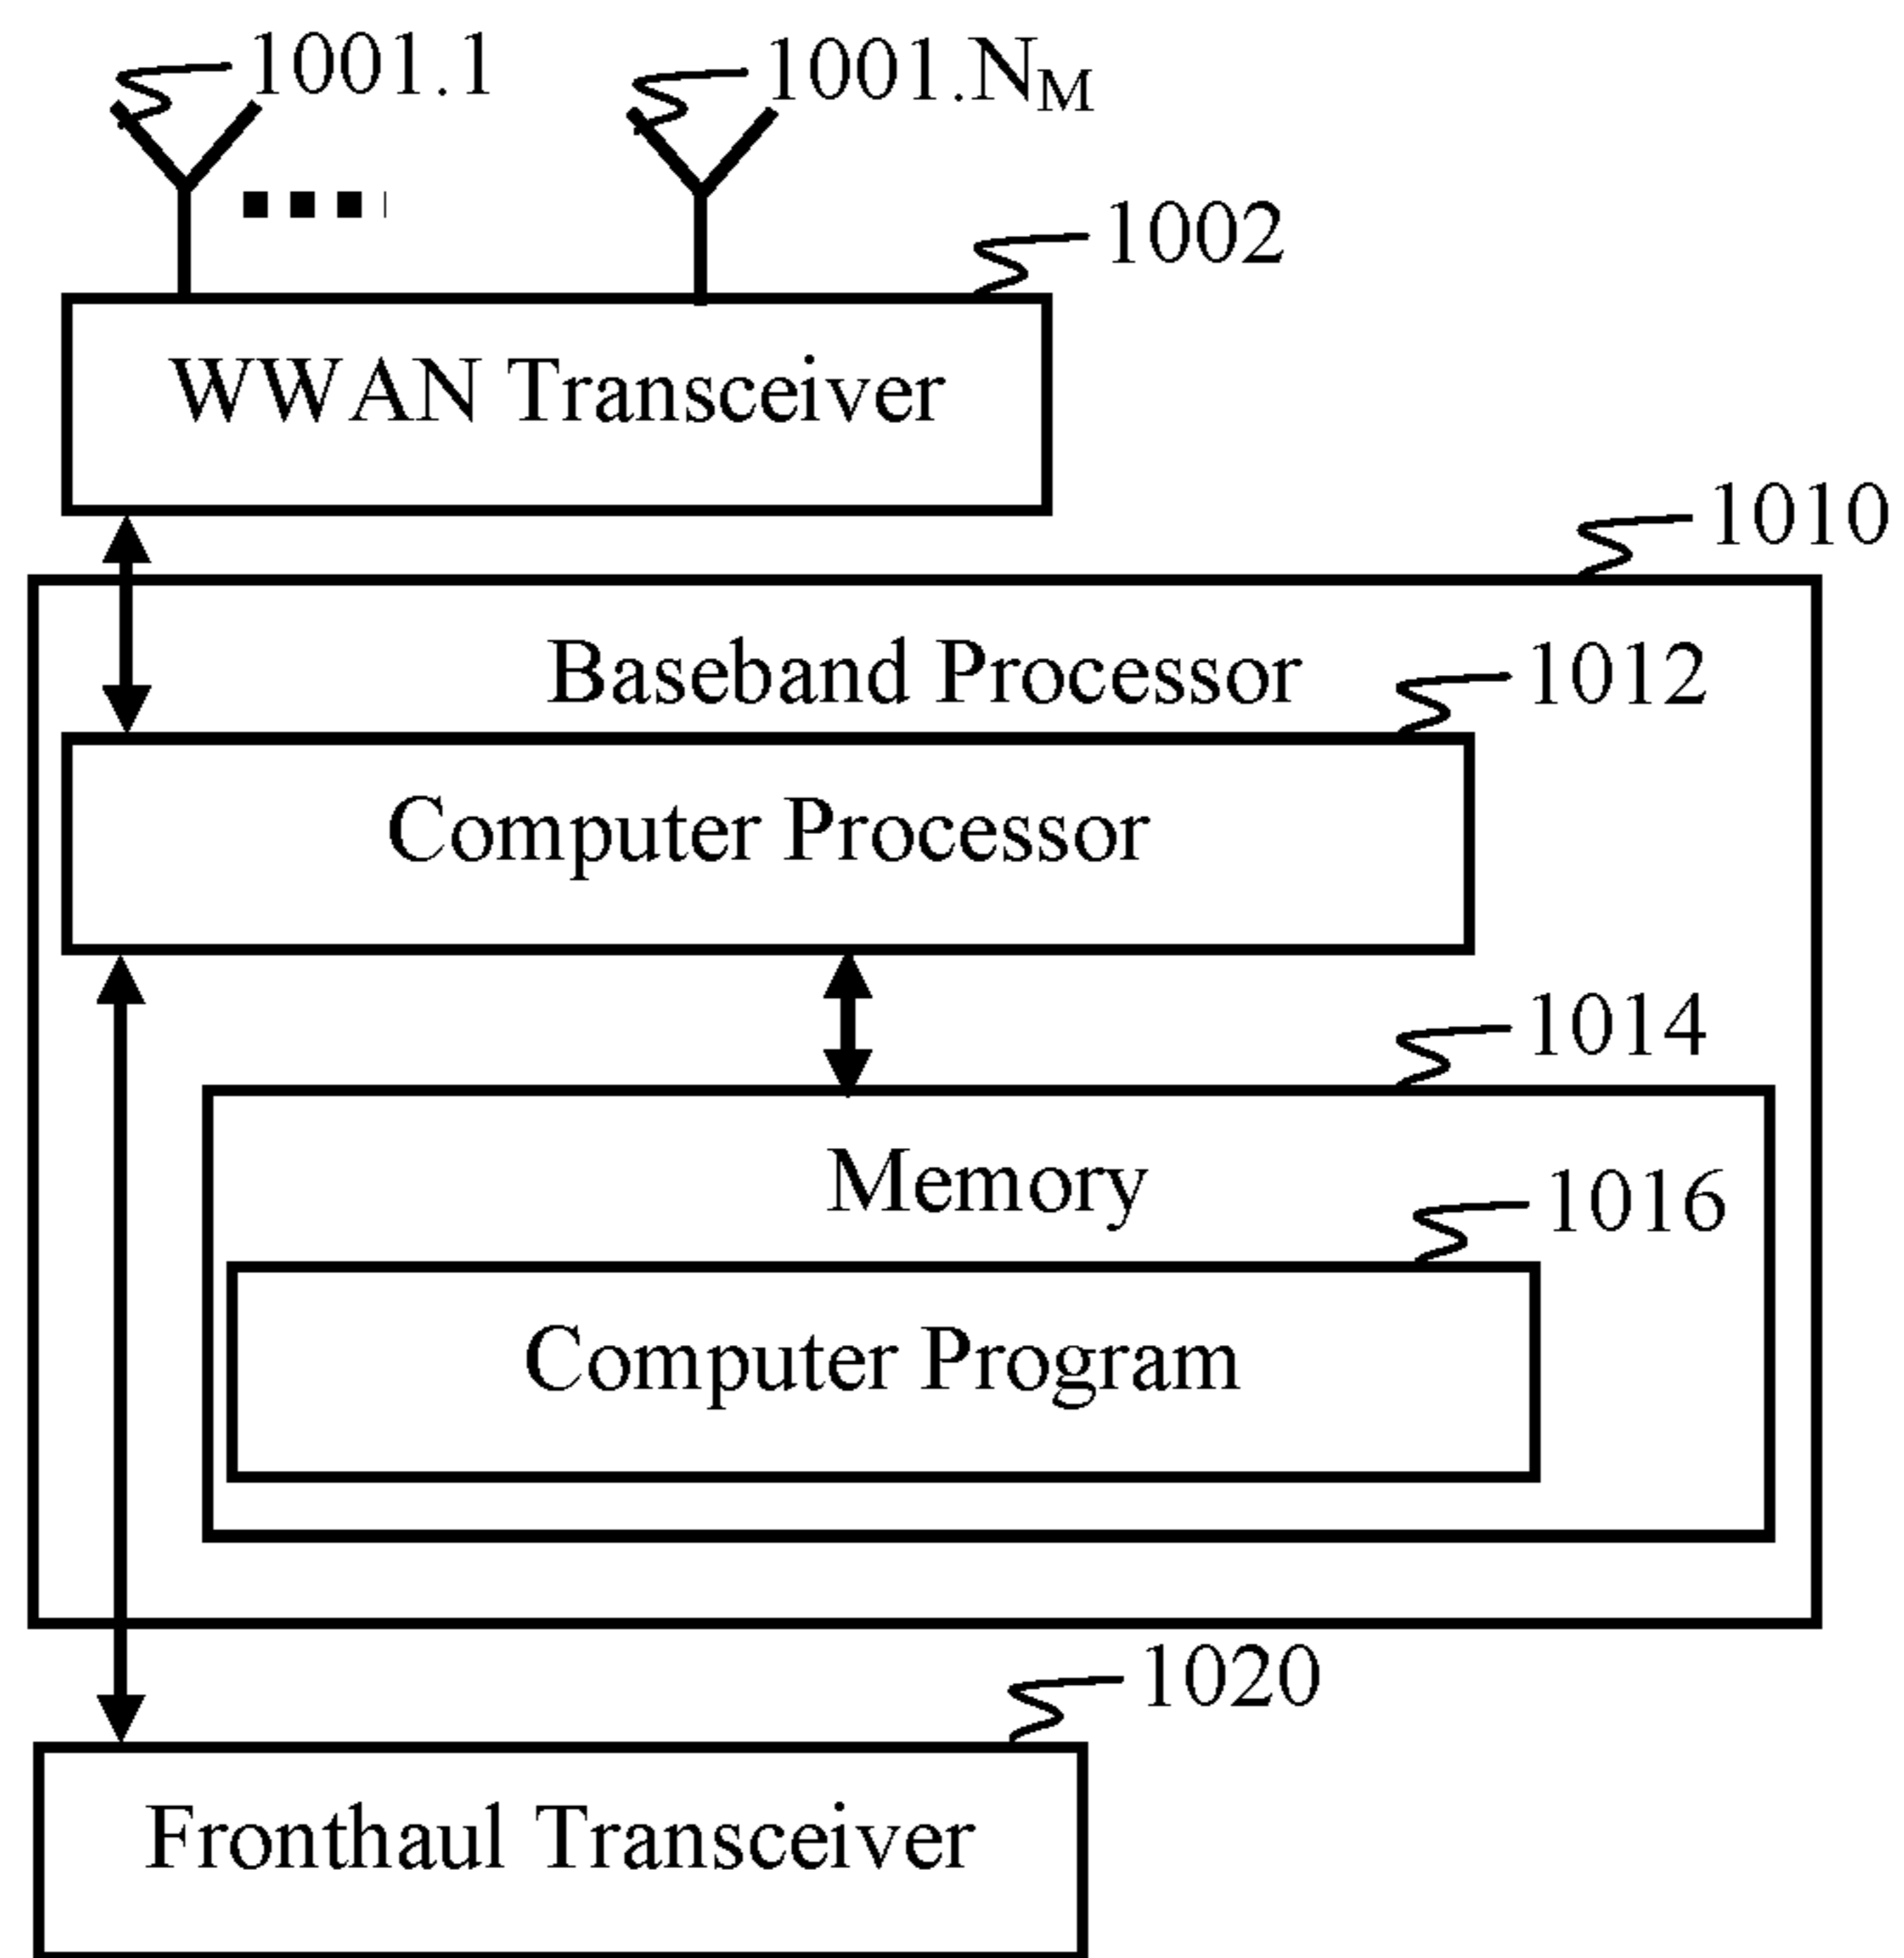 1001.1
1001.NM
1002
WWAN Transceiver
1010
Baseband Processor
1012
Computer Processor
1014
Memory
1016
Computer Program
1020
Fronthaul Transceiver